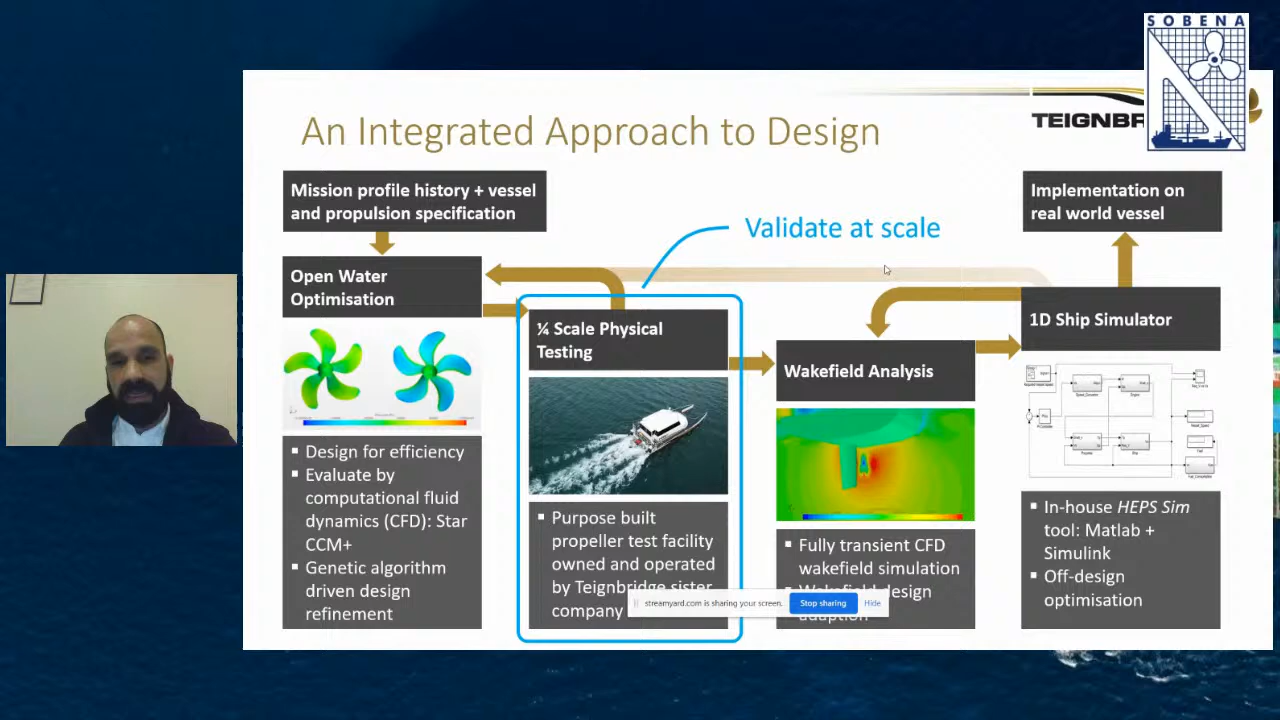 SOBENA
An Integrated Approach to Design
TEIGNBR
Mission profile history + vessel
and propulsion specification
Validate at scale
Implementation on
real world vessel
Open Water
Optimisation
¼ Scale Physical
Testing
Wakefield Analysis
1D Ship Simulator
▪ Design for efficiency
▪ Evaluate by
computational fluid
dynamics (CFD): Star
CCM+
▪ Genetic algorithm
driven design
refinement
▪ Purpose built
propeller test facility
owned and operated
by Teignbridge sister
company
▪ Fully transient CFD
wakefield simulation
▪ Wakefield design
adaption
▪ In-house HEPS Sim
tool: Matlab +
Simulink
▪ Off-design
optimisation
streamyard.com is sharing your screen.
Stop sharing
Hide